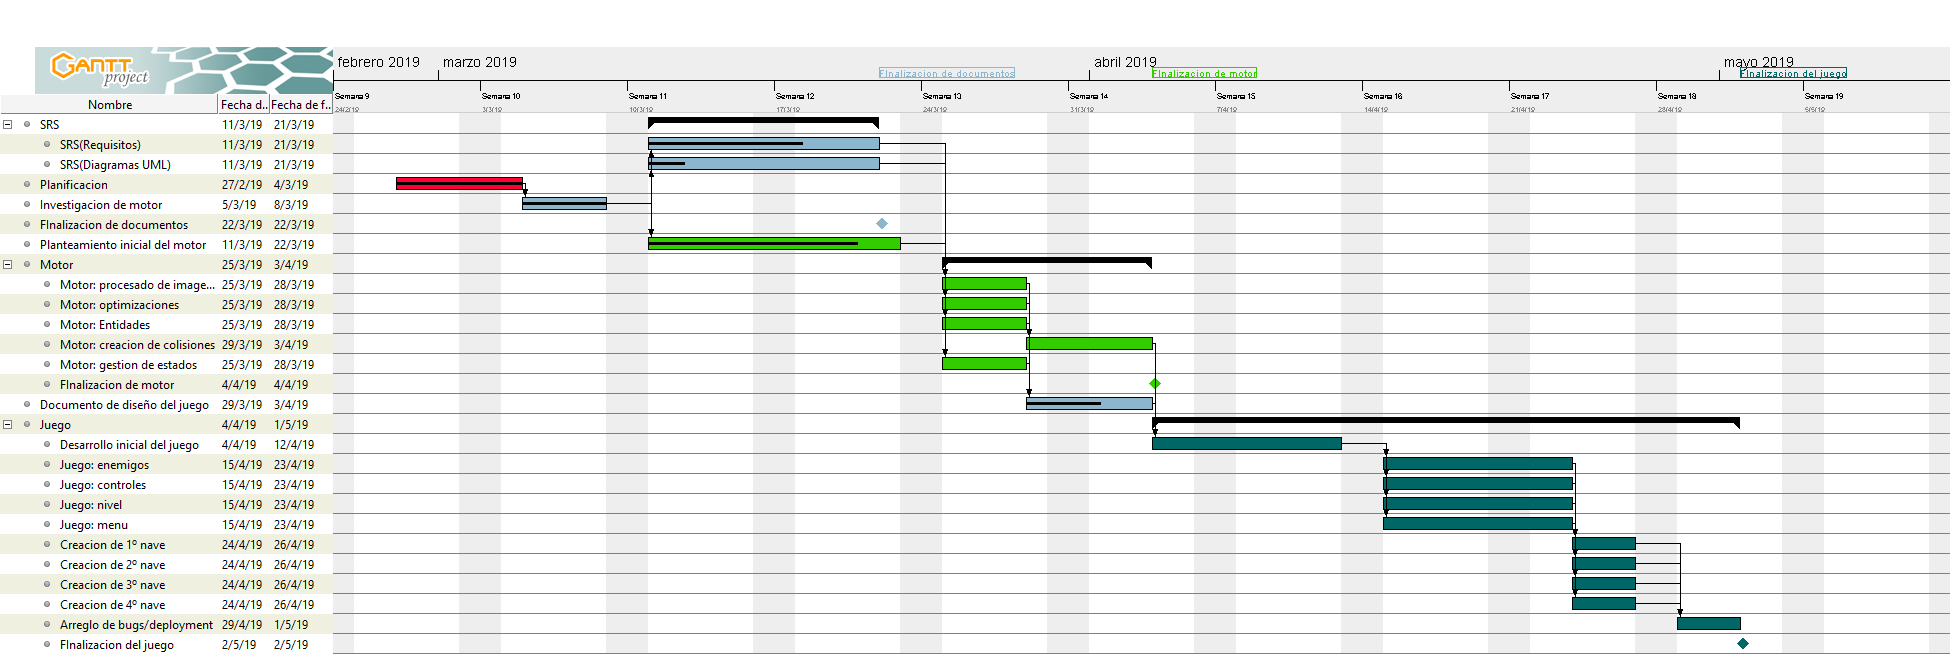 GANTT
project
febrero 2019
marzo 2019
abril 2019
mayo 2019
FInalizacion de documentos
FInalizacion de motor
FInalizacion del juego
Nombre Fecha d.. Fecha de f..
Semana 9 Semana 10 Semana 11 Semana 12 Semana 13 Semana 14 Semana 15 Semana 16 Semana 17 Semana 18 Semana 19
24/2/19 3/3/19 10/3/19 17/3/19 24/3/19 31/3/19 7/4/19 14/4/19 21/4/19 28/4/19 5/5/19
SRS 11/3/19 21/3/19
SRS(Requisitos) 11/3/19 21/3/19
SRS(Diagramas UML) 11/3/19 21/3/19
Planificacion 27/2/19 4/3/19
Investigacion de motor 5/3/19 8/3/19
FInalizacion de documentos 22/3/19 22/3/19
Planteamiento inicial del motor 11/3/19 22/3/19
Motor 25/3/19 3/4/19
Motor: procesado de image... 25/3/19 28/3/19
Motor: optimizaciones 25/3/19 28/3/19
Motor: Entidades 25/3/19 28/3/19
Motor: creacion de colisiones 29/3/19 3/4/19
Motor: gestion de estados 25/3/19 28/3/19
FInalizacion de motor 4/4/19 4/4/19
Documento de diseño del juego 29/3/19 3/4/19
Juego 4/4/19 1/5/19
Desarrollo inicial del juego 4/4/19 12/4/19
Juego: enemigos 15/4/19 23/4/19
Juego: controles 15/4/19 23/4/19
Juego: nivel 15/4/19 23/4/19
Juego: menu 15/4/19 23/4/19
Creacion de 1º nave 24/4/19 26/4/19
Creacion de 2º nave 24/4/19 26/4/19
Creacion de 3º nave 24/4/19 26/4/19
Creacion de 4º nave 24/4/19 26/4/19
Arreglo de bugs/deployment 29/4/19 1/5/19
FInalizacion del juego 2/5/19 2/5/19